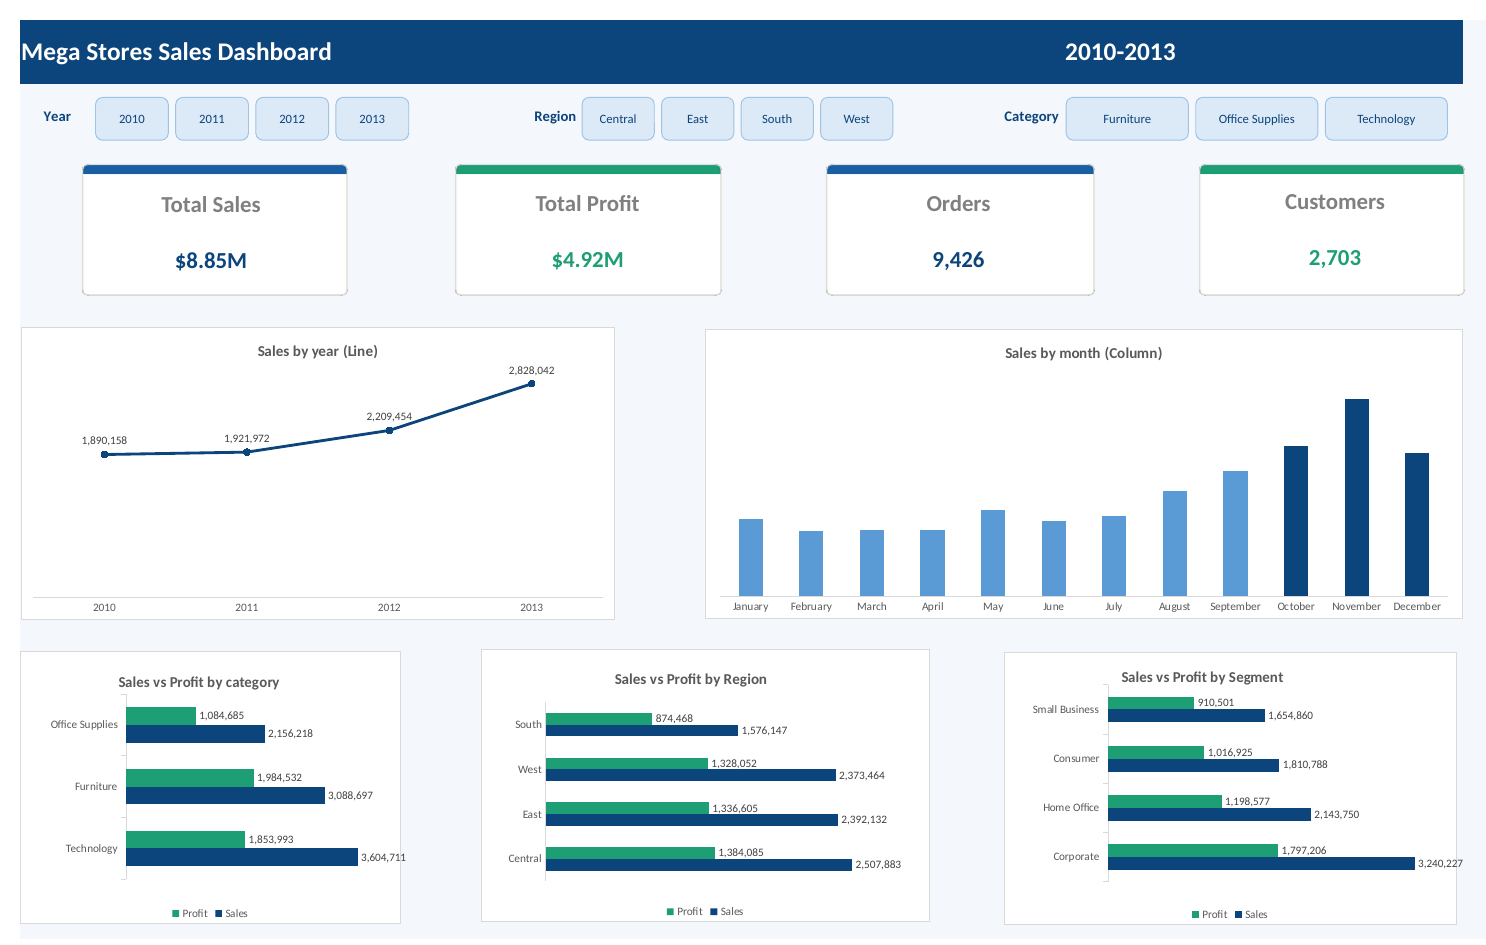 Mega Stores Sales Dashboard 2010-2013
Year 2010 2011 2012 2013 Region Central East South West Category Furniture Office Supplies Technology
Total Sales
$8.85M
Total Profit
$4.92M
Orders
9,426
Customers
2,703
Sales by year (Line)
2,828,042
2,209,454
1,890,158 1,921,972
2010 2011 2012 2013
Sales by month (Column)
January February March April May June July August September October November December
Sales vs Profit by category
Office Supplies 1,084,685
2,156,218
Furniture 1,984,532
3,088,697
Technology 1,853,993
3,604,711
Profit Sales
Sales vs Profit by Region
South 874,468
1,576,147
West 1,328,052
2,373,464
East 1,336,605
2,392,132
Central 1,384,085
2,507,883
Profit Sales
Sales vs Profit by Segment
Small Business 910,501
1,654,860
Consumer 1,016,925
1,810,788
Home Office 1,198,577
2,143,750
Corporate 1,797,206
3,240,227
Profit Sales